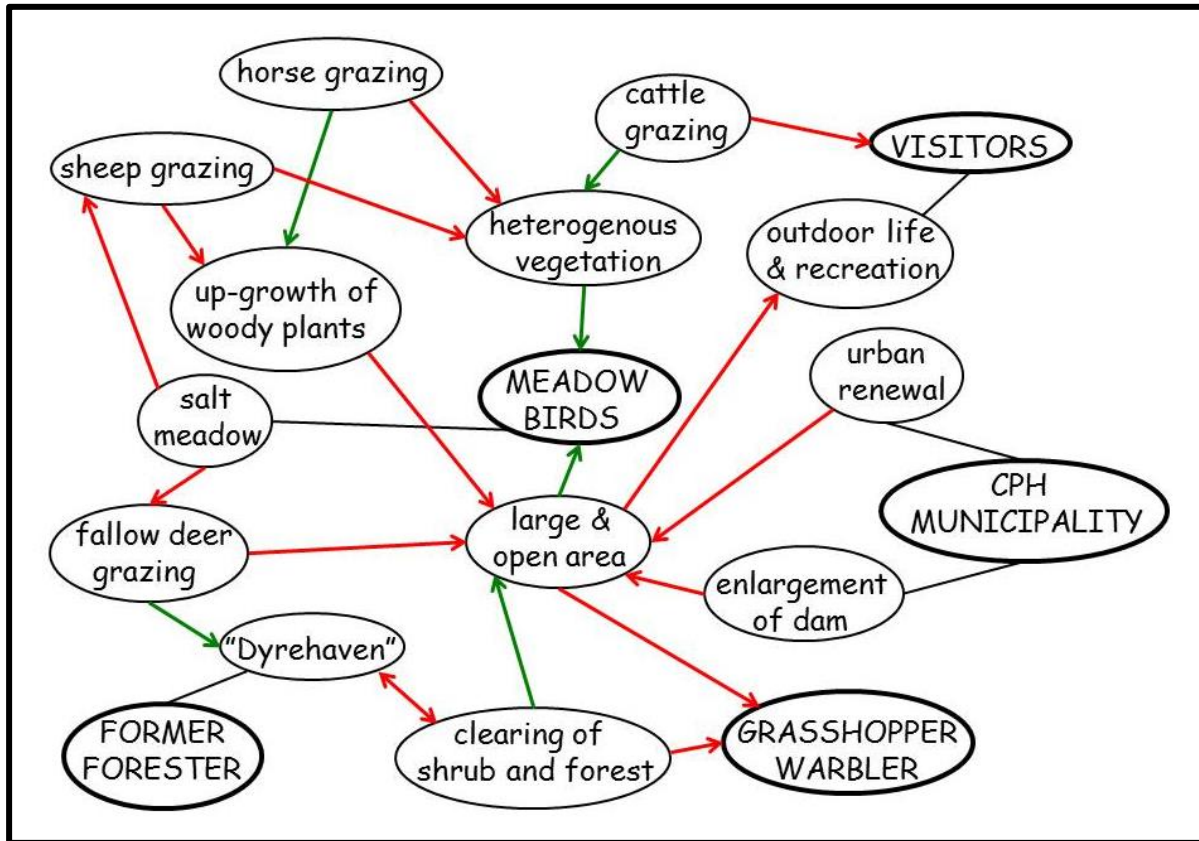 horse grazing
cattle
grazing
VISITORS
sheep grazing
heterogenous
vegetation
outdoor life
& recreation
up-growth of
woody plants
urban
renewal
MEADOW
BIRDS
salt
meadow
CPH
MUNICIPALITY
fallow deer
grazing
large &
open area
enlargement
of dam
"Dyrehaven"
FORMER
FORESTER
clearing of
shrub and forest
GRASSHOPPER
WARBLER